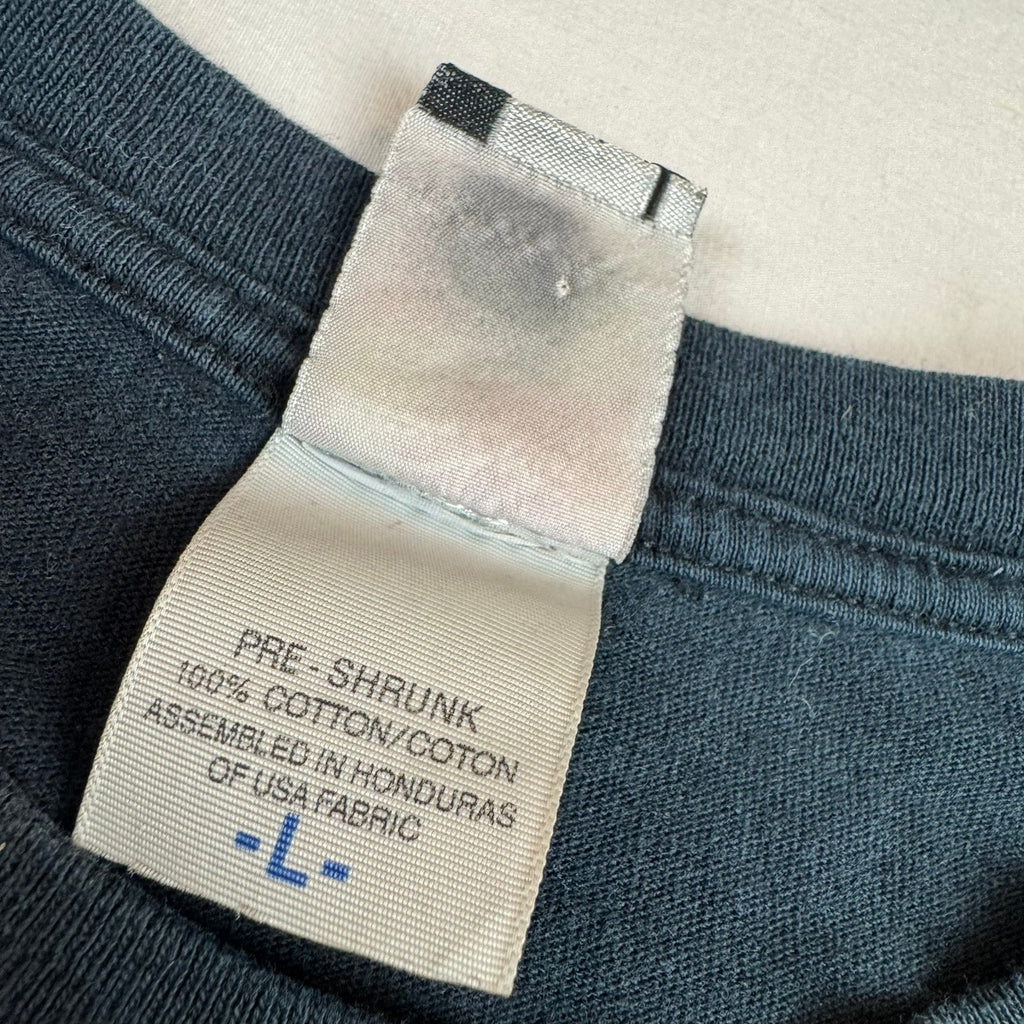 PRE-SHRUNK
100% COTTON/COTON
ASSEMBLED IN HONDURAS
OF USA FABRIC
-L-